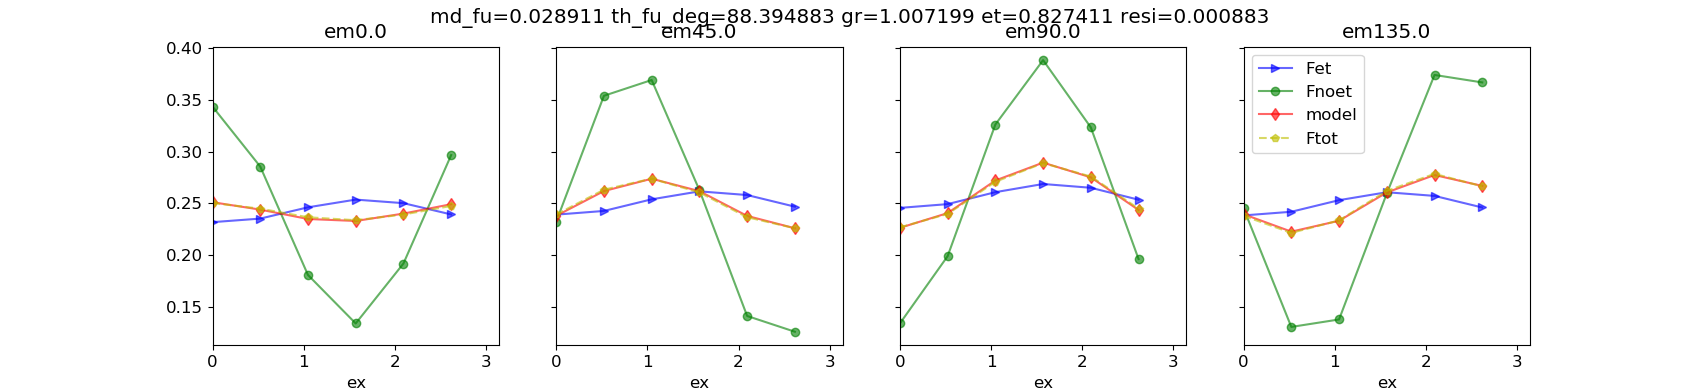 md_fu=0.028911 th_fu_deg=88.394883 gr=1.007199 et=0.827411 resi=0.000883
em0.0 em45.0 em90.0 em135.0
0.40
0.35
0.30
0.25
0.20
0.15
Fet
Fnoet
model
Ftot
0 1 2 3 0 1 2 3 0 1 2 3 0 1 2 3
ex ex ex ex